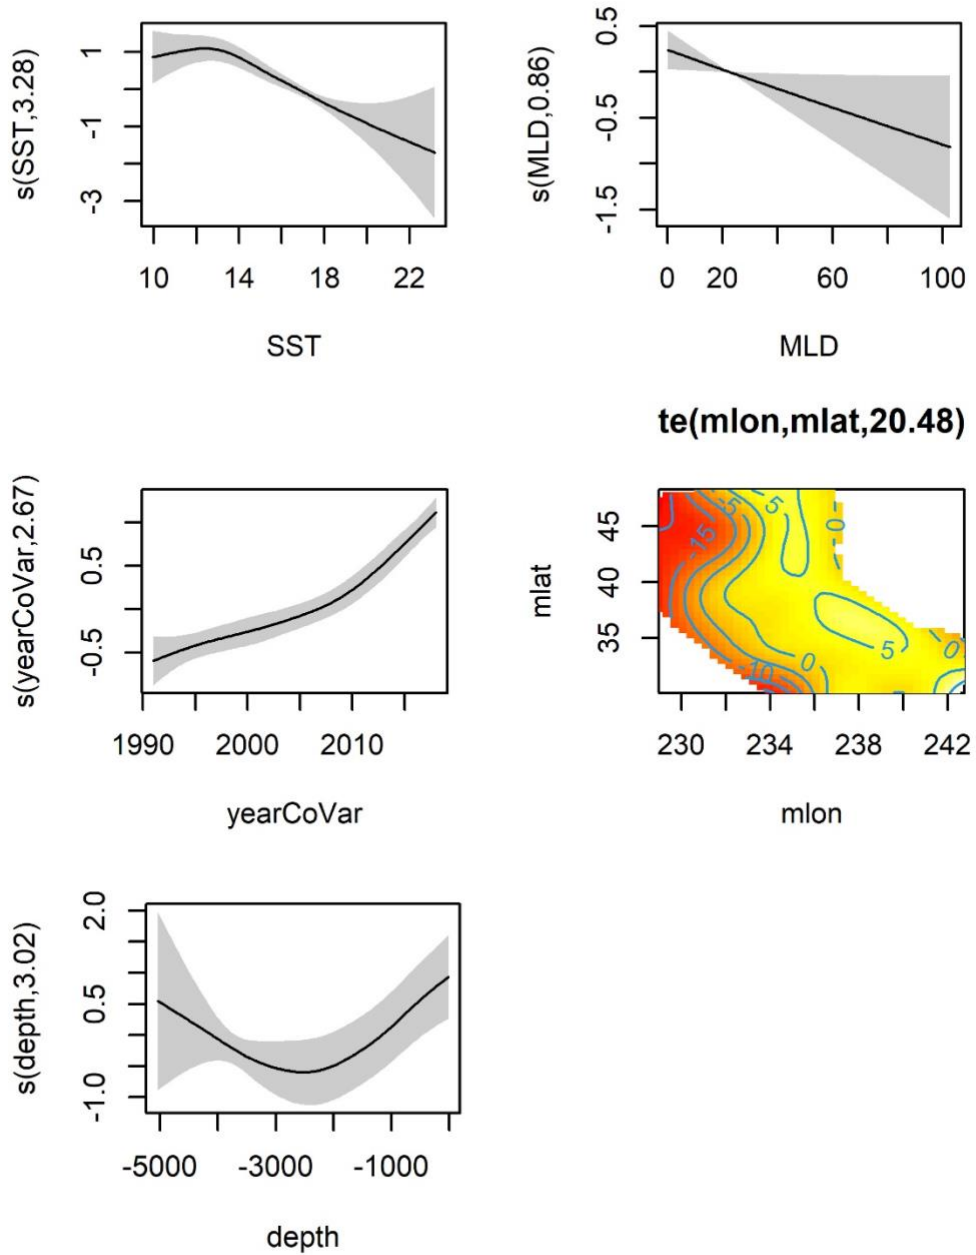 s(SST,3.28)
1
-1
-3
10 14 18 22
SST
s(MLD,0.86)
0.5
-0.5
-1.5
0 20 60 100
MLD
s(yearCoVar,2.67)
0.5
-0.5
1990 2000 2010
yearCoVar
te(mlon,mlat,20.48)
mlat
45
40
35
-5
5
0
-15
0
5
0
-10
230 234 238 242
mlon
s(depth,3.02)
2.0
0.5
-1.0
-5000 -3000 -1000
depth